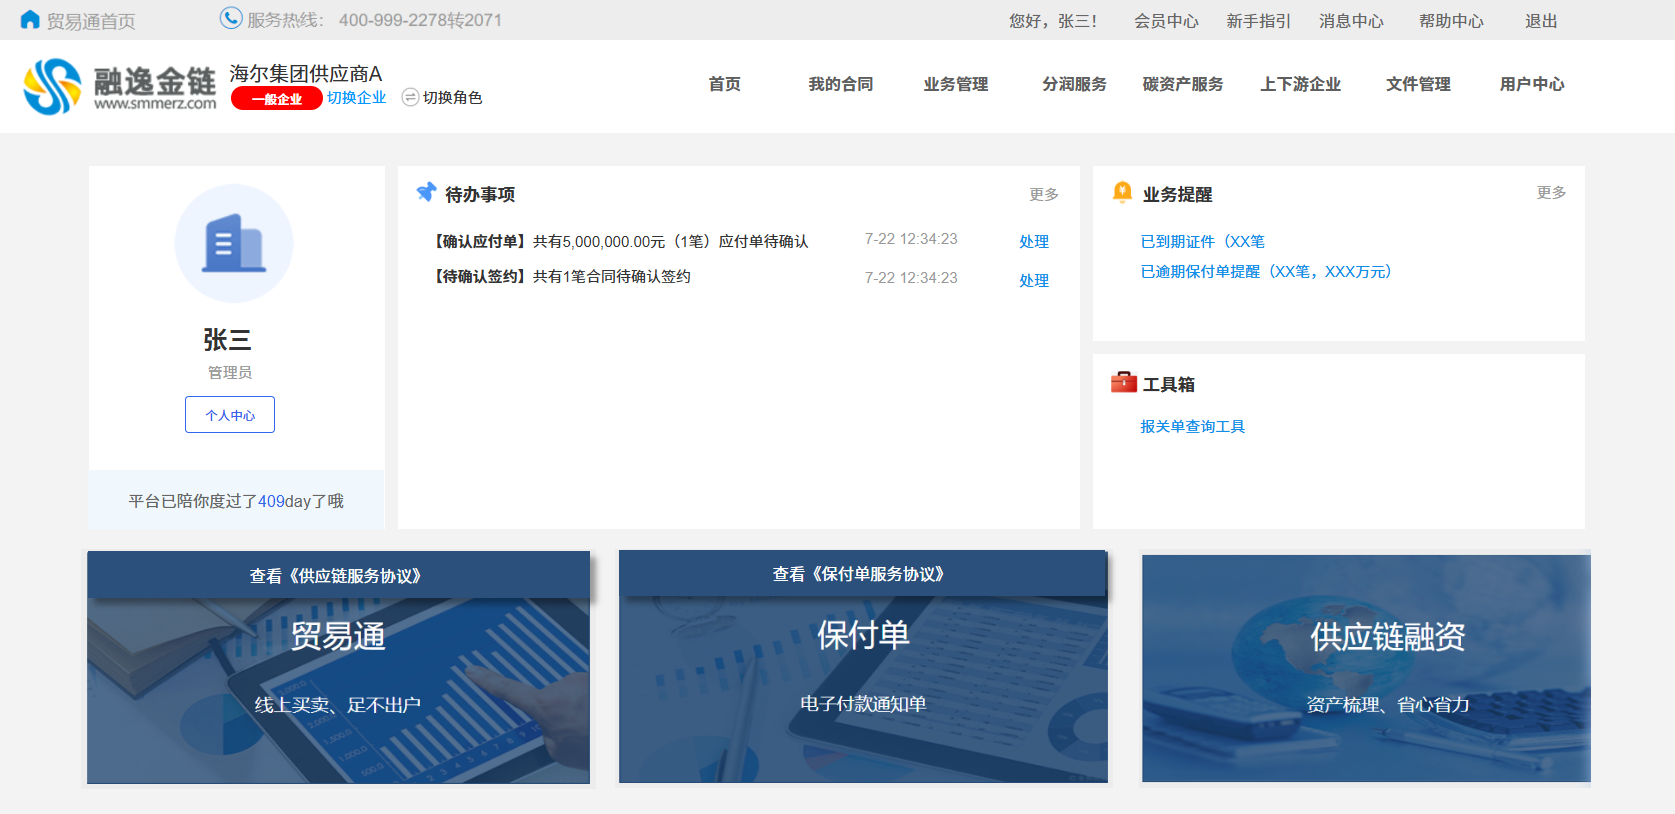 贸易通首页
服务热线： 400-999-2278转2071
您好，张三！
会员中心
新手指引
消息中心
帮助中心
退出
融逸金链
www.smmerz.com
海尔集团供应商A
一般企业
切换企业
切换角色
首页
我的合同
业务管理
分润服务
碳资产服务
上下游企业
文件管理
用户中心
张三
管理员
个人中心
平台已陪你度过了409day了哦
待办事项
更多
【确认应付单】共有5,000,000.00元（1笔）应付单待确认
7-22 12:34:23
处理
【待确认签约】共有1笔合同待确认签约
7-22 12:34:23
处理
业务提醒
更多
已到期证件（XX笔
已逾期保付单提醒（XX笔，XXX万元）
工具箱
报关单查询工具
查看《供应链服务协议》
贸易通
线上买卖、足不出户
查看《保付单服务协议》
保付单
电子付款通知单
供应链融资
资产梳理、省心省力